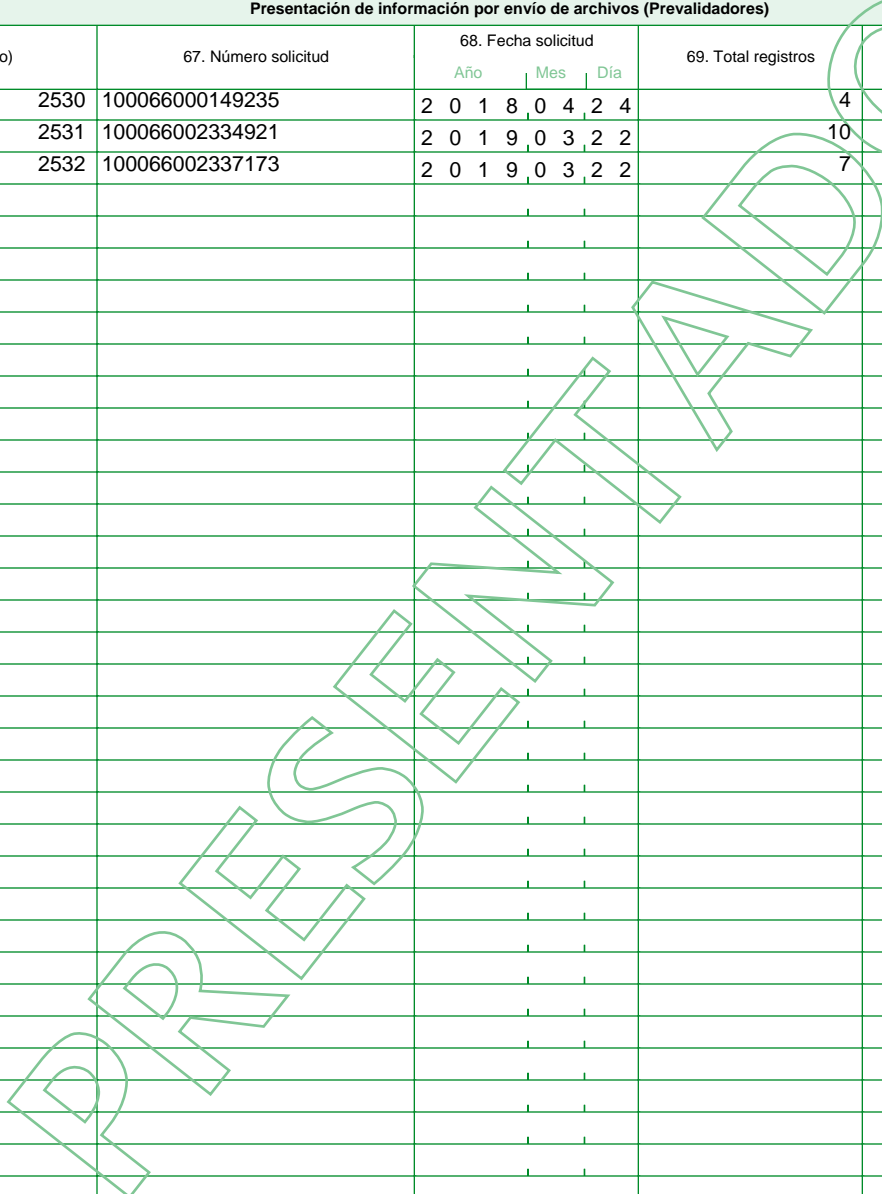 Presentación de información por envío de archivos (Prevalidadores)
o) 67. Número solicitud 68. Fecha solicitud 69. Total registros
Año Mes Día
2530 100066000149235 2 0 1 8 0 4 2 4 4
2531 100066002334921 2 0 1 9 0 3 2 2 10
2532 100066002337173 2 0 1 9 0 3 2 2 7
PRESENTADO